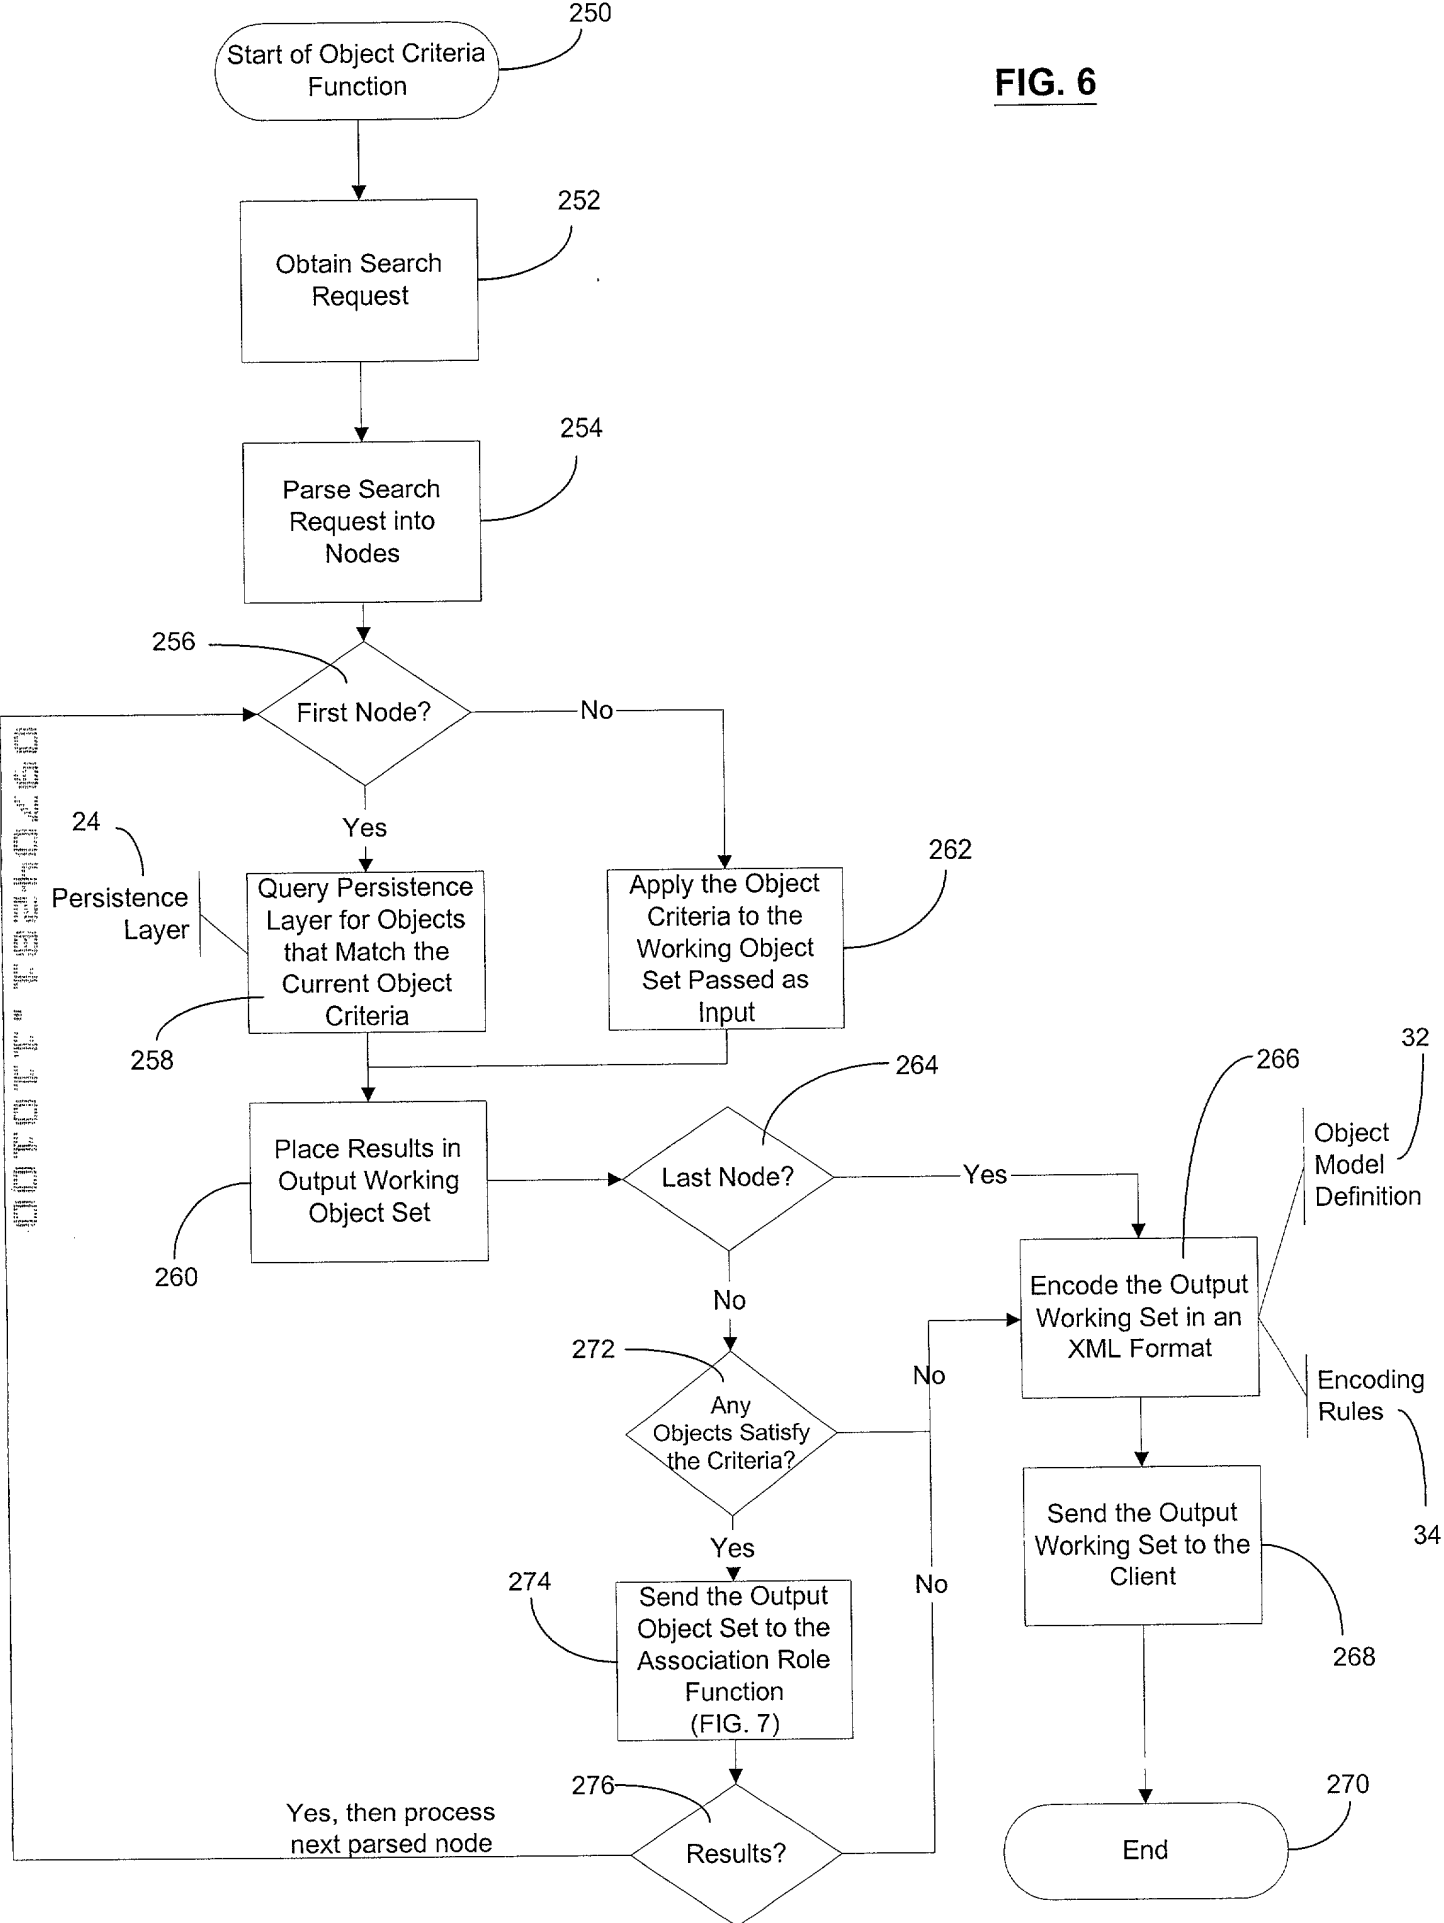 250
Start of Object Criteria
Function
FIG. 6
252
Obtain Search
Request
254
Parse Search
Request into
Nodes
256
First Node?
No
Yes
24
Persistence
Layer
Query Persistence
Layer for Objects
that Match the
Current Object
Criteria
258
262
Apply the Object
Criteria to the
Working Object
Set Passed as
Input
Place Results in
Output Working
Object Set
260
264
Last Node?
Yes
No
266
32
Object
Model
Definition
Encode the Output
Working Set in an
XML Format
Encoding
Rules
34
272
Any
Objects Satisfy
the Criteria?
No
Yes
Send the Output
Working Set to the
Client
268
274
Send the Output
Object Set to the
Association Role
Function
(FIG. 7)
No
276
Results?
Yes, then process
next parsed node
270
End